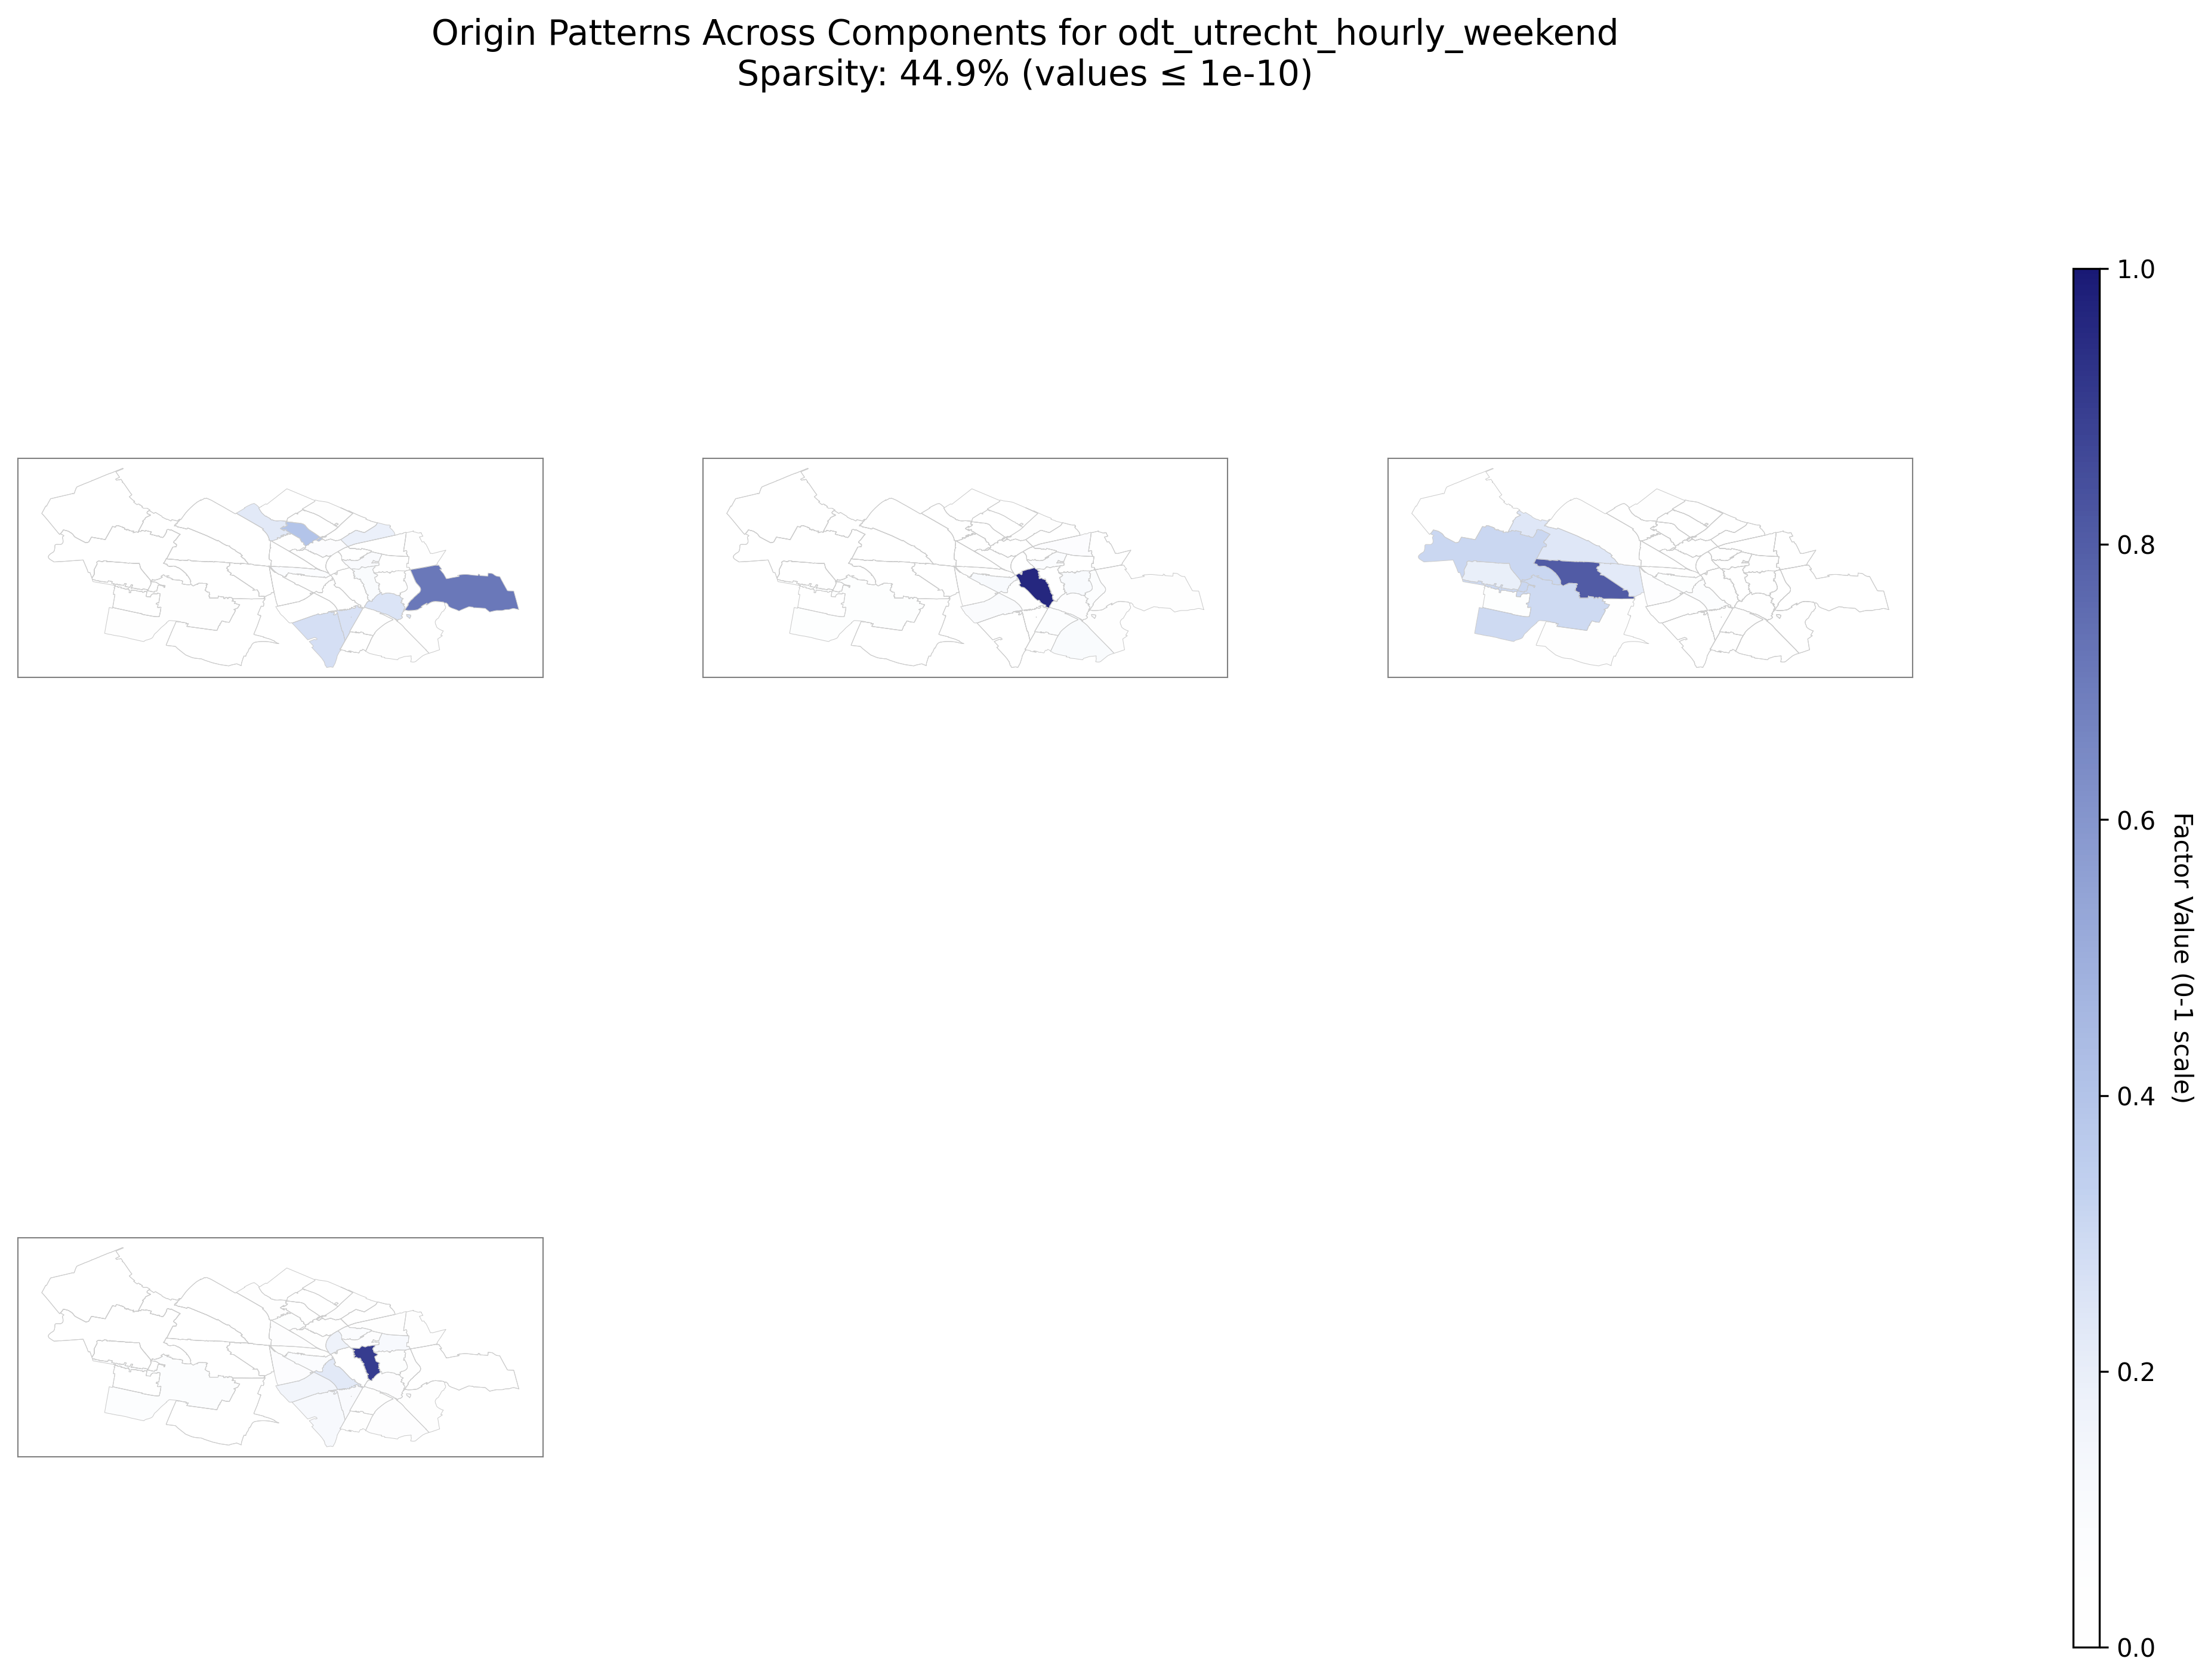 Origin Patterns Across Components for odt_utrecht_hourly_weekend
Sparsity: 44.9% (values ≤ 1e-10)
1.0
0.8
0.6
0.4
0.2
0.0
Factor Value (0-1 scale)